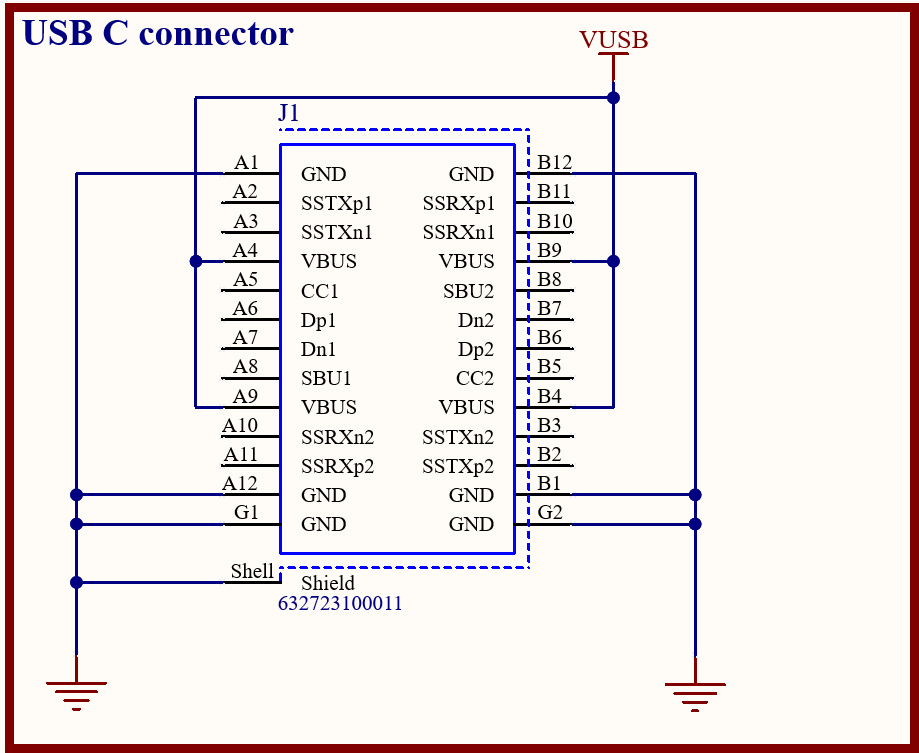 USB C connector
VUSB
J1
A1 GND GND B12
A2 SSTXp1 SSRXp1 B11
A3 SSTXn1 SSRXn1 B10
A4 VBUS VBUS B9
A5 CC1 SBU2 B8
A6 Dp1 Dn2 B7
A7 Dn1 Dp2 B6
A8 SBU1 CC2 B5
A9 VBUS VBUS B4
A10 SSRXn2 SSTXn2 B3
A11 SSRXp2 SSTXp2 B2
A12 GND GND B1
G1 GND GND G2
Shell Shield
632723100011